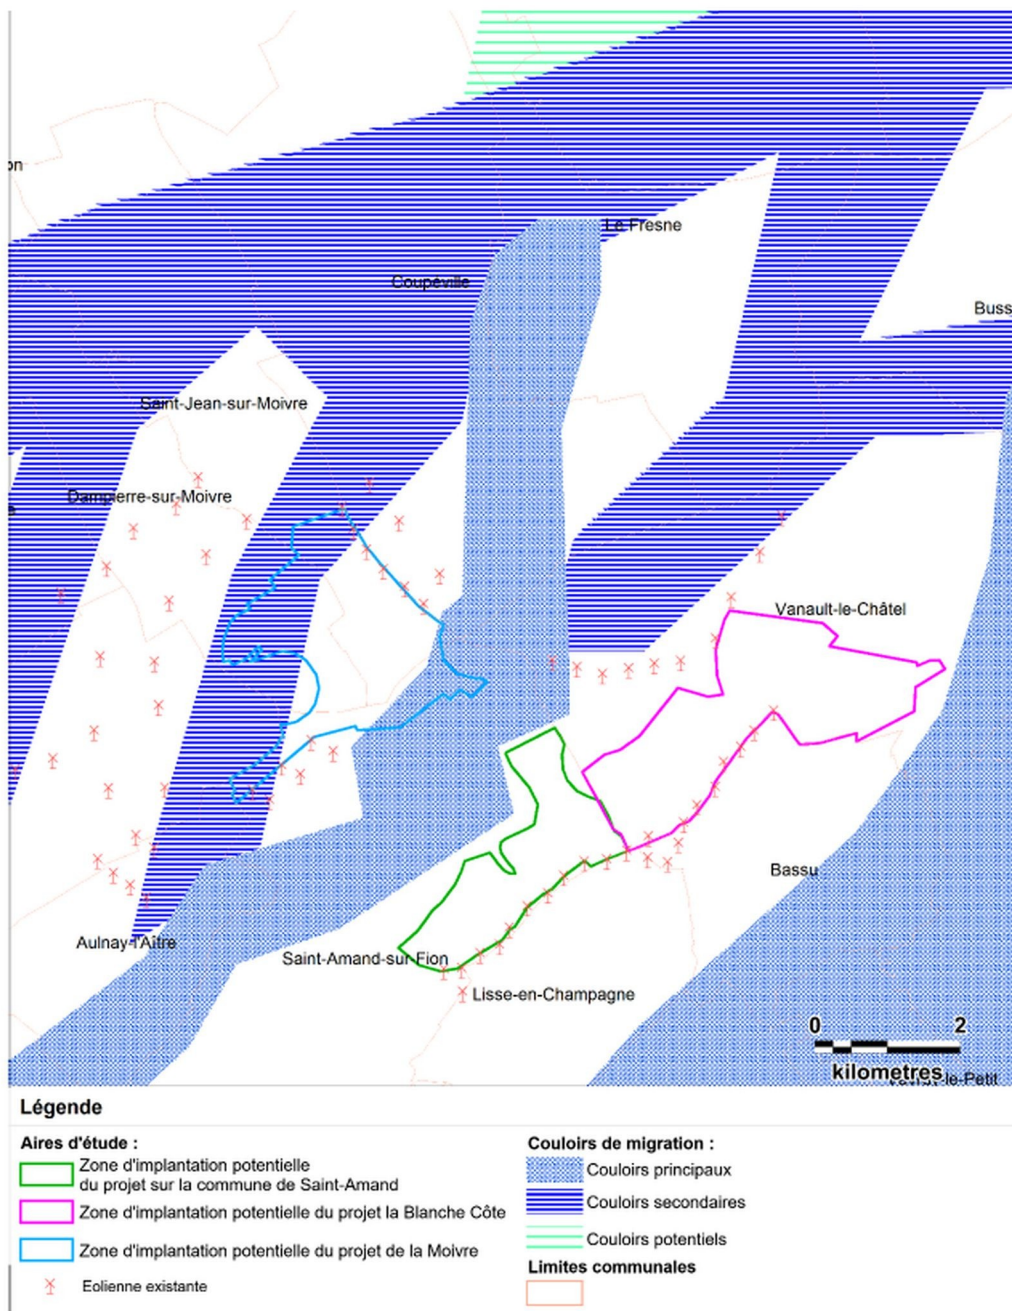 on
Le Fresne
Coupéville
Buss
Saint-Jean-sur-Moivre
Dampierre-sur-Moivre
e
Vanault-le-Châtel
Bassu
Aulnay-l'Aître
Saint-Amand-sur-Fion
Lisse-en-Champagne
0 2
kilometres
le-Petit
Légende
Aires d'étude :
Zone d'implantation potentielle
du projet sur la commune de Saint-Amand
Zone d'implantation potentielle du projet la Blanche Côte
Zone d'implantation potentielle du projet de la Moivre
Eolienne existante
Couloirs de migration :
Couloirs principaux
Couloirs secondaires
Couloirs potentiels
Limites communales